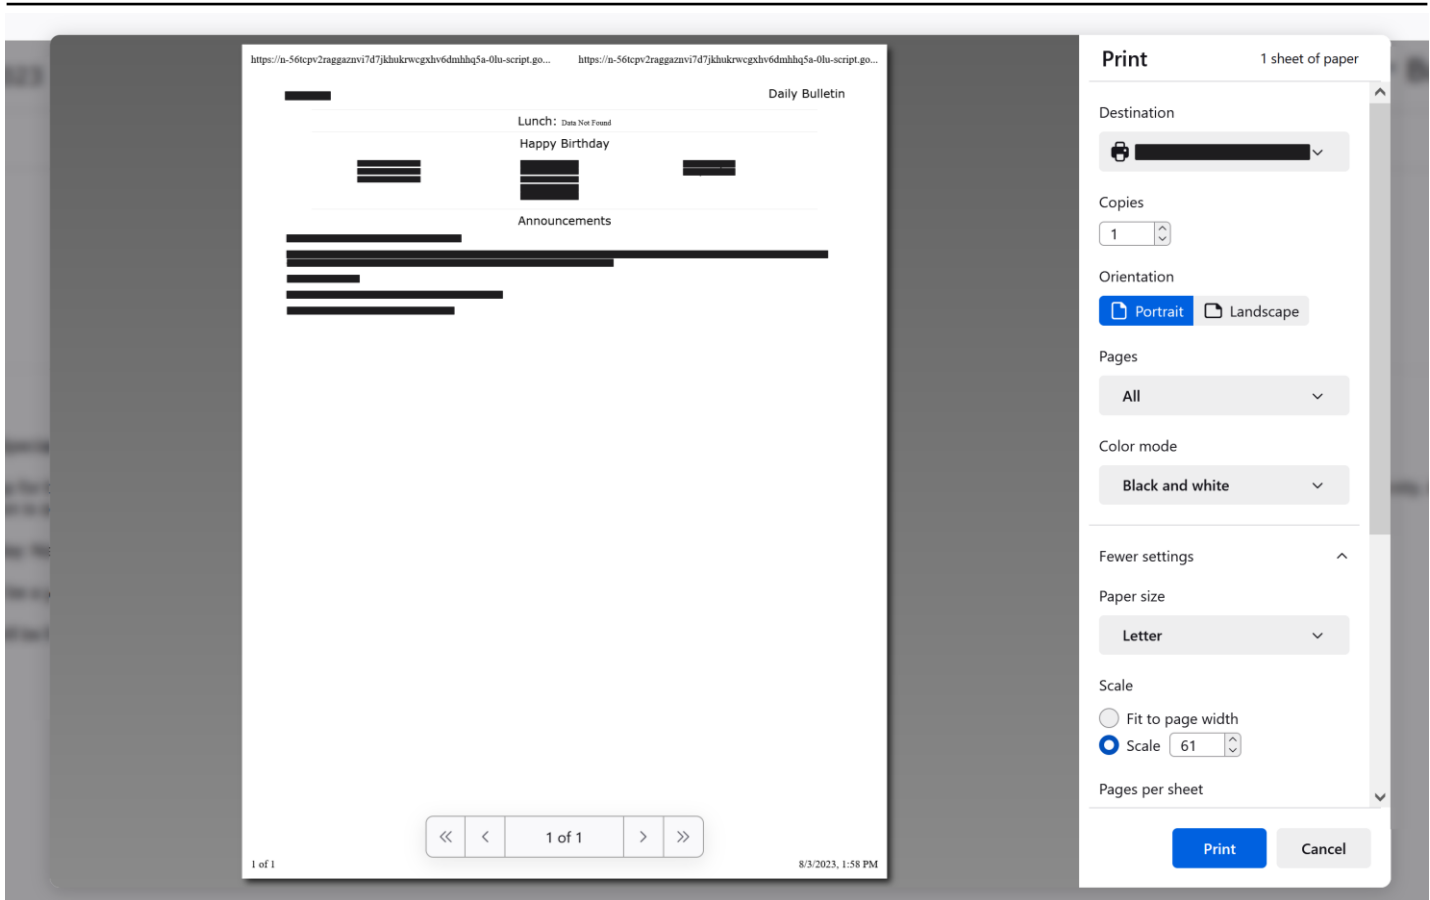 https://n-56tcpv2raggaznvi7d7jkhukrwcgxhv6dmhhq5a-0lu-script.go... https://n-56tcpv2raggaznvi7d7jkhukrwcgxhv6dmhhq5a-0lu-script.go...
Daily Bulletin
Lunch: Data Not Found
Happy Birthday
Announcements
1 of 1
1 of 1 8/3/2023, 1:58 PM
Print 1 sheet of paper
Destination
Copies
1
Orientation
Portrait Landscape
Pages
All
Color mode
Black and white
Fewer settings
Paper size
Letter
Scale
Fit to page width
Scale 61
Pages per sheet
Print Cancel